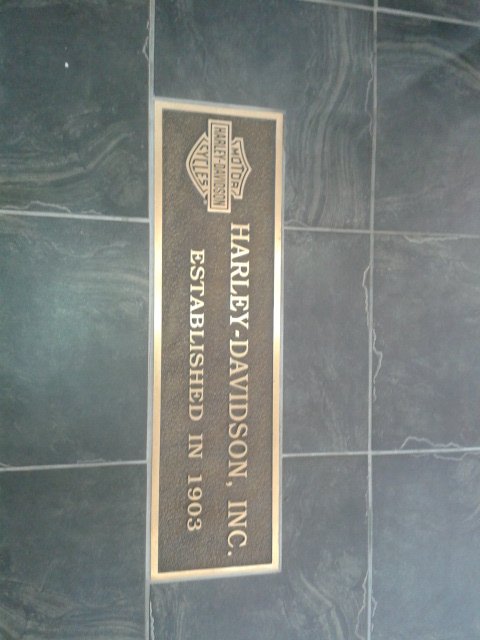 MOTOR
HARLEY-DAVIDSON
CYCLES
HARLEY-DAVIDSON, INC.
ESTABLISHED IN 1903